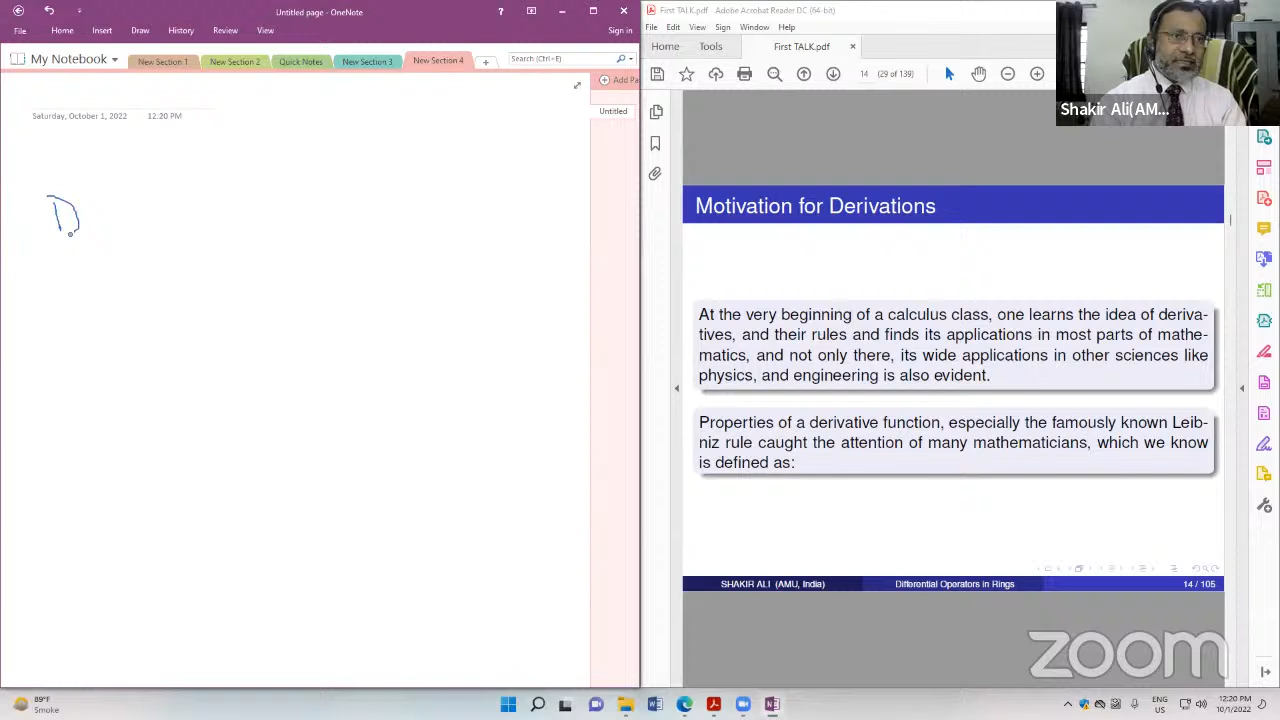 Untitled page - OneNote
File Home Insert Draw History Review View Sign in
My Notebook New Section 1 New Section 2 Quick Notes New Section 3 New Section 4 Search (Ctrl+E)
Add Pa
Untitled
Saturday, October 1, 2022 12:20 PM
D
First TALK.pdf - Adobe Acrobat Reader DC (64-bit)
File Edit View Sign Window Help
Home Tools First TALK.pdf
14 (29 of
Shakir Ali(AM...
Motivation for Derivations
At the very beginning of a calculus class, one learns the idea of deriva-
tives, and their rules and finds its applications in most parts of mathe-
matics, and not only there, its wide applications in other sciences like
physics, and engineering is also evident.
Properties of a derivative function, especially the famously known Leib-
niz rule caught the attention of many mathematicians, which we know
is defined as:
SHAKIR ALI (AMU, India) Differential Operators in Rings 14 / 105
zoom
89°F
Smoke
ENG
US
12:20 PM
10/1/2022